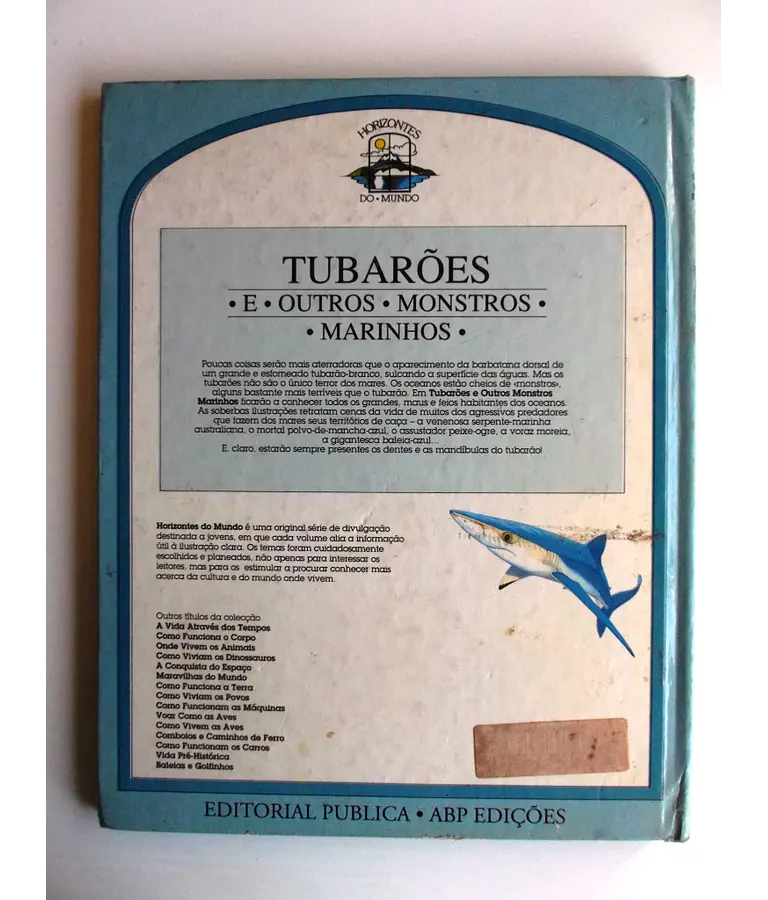 HORIZONTES
DO • MUNDO
TUBARÕES
• E • OUTROS • MONSTROS •
• MARINHOS •
Poucas coisas serão mais aterradoras que o aparecimento da barbatana dorsal de
um grande e esfomeado tubarão-branco, sulcando a superfície das águas. Mas os
tubarões não são o único terror dos mares. Os oceanos estão cheios de «monstros»,
alguns bastante mais terríveis que o tubarão. Em Tubarões e Outros Monstros
Marinhos ficarão a conhecer todos os grandes, maus e feios habitantes dos oceanos.
As soberbas ilustrações retratam cenas da vida de muitos dos agressivos predadores
que fazem dos mares seus territórios de caça – a venenosa serpente-marinha
australiana, o mortal polvo-de-mancha-azul, o assustador peixe-ogre, a voraz moreia,
a gigantesca baleia-azul...
E, claro, estarão sempre presentes os dentes e as mandíbulas do tubarão!
Horizontes do Mundo é uma original série de divulgação
destinada a jovens, em que cada volume alia a informação
útil à ilustração clara. Os temas foram cuidadosamente
escolhidos e planeados, não apenas para interessar os
leitores, mas para os estimular a procurar conhecer mais
acerca da cultura e do mundo onde vivem.
Outros títulos da colecção
A Vida Através dos Tempos
Como Funciona o Corpo
Onde Vivem os Animais
Como Viviam os Dinossauros
A Conquista do Espaço
Maravilhas do Mundo
Como Funciona a Terra
Como Viviam os Povos
Como Funcionam as Máquinas
Voar Como as Aves
Como Vivem as Aves
Comboios e Caminhos de Ferro
Como Funcionam os Carros
Vida Pré-Histórica
Baleias e Golfinhos
EDITORIAL PUBLICA • ABP EDIÇÕES